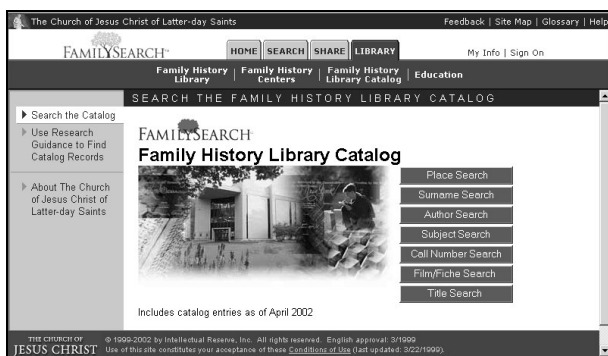 The Church of Jesus Christ of Latter-day Saints
Feedback | Site Map | Glossary | Help
FAMILYSEARCH™
HOME SEARCH SHARE LIBRARY
My Info | Sign On
Family History Library | Family History Centers | Family History Library Catalog | Education
SEARCH THE FAMILY HISTORY LIBRARY CATALOG
Search the Catalog
Use Research
Guidance to Find
Catalog Records
About The Church
of Jesus Christ of
Latter-day Saints
FAMILYSEARCH
Family History Library Catalog
Place Search
Surname Search
Author Search
Subject Search
Call Number Search
Film/Fiche Search
Title Search
Includes catalog entries as of April 2002
THE CHURCH OF
JESUS CHRIST
© 1999-2002 by Intellectual Reserve, Inc. All rights reserved. English approval: 3/1999
Use of this site constitutes your acceptance of these Conditions of Use (last updated: 3/22/1999).